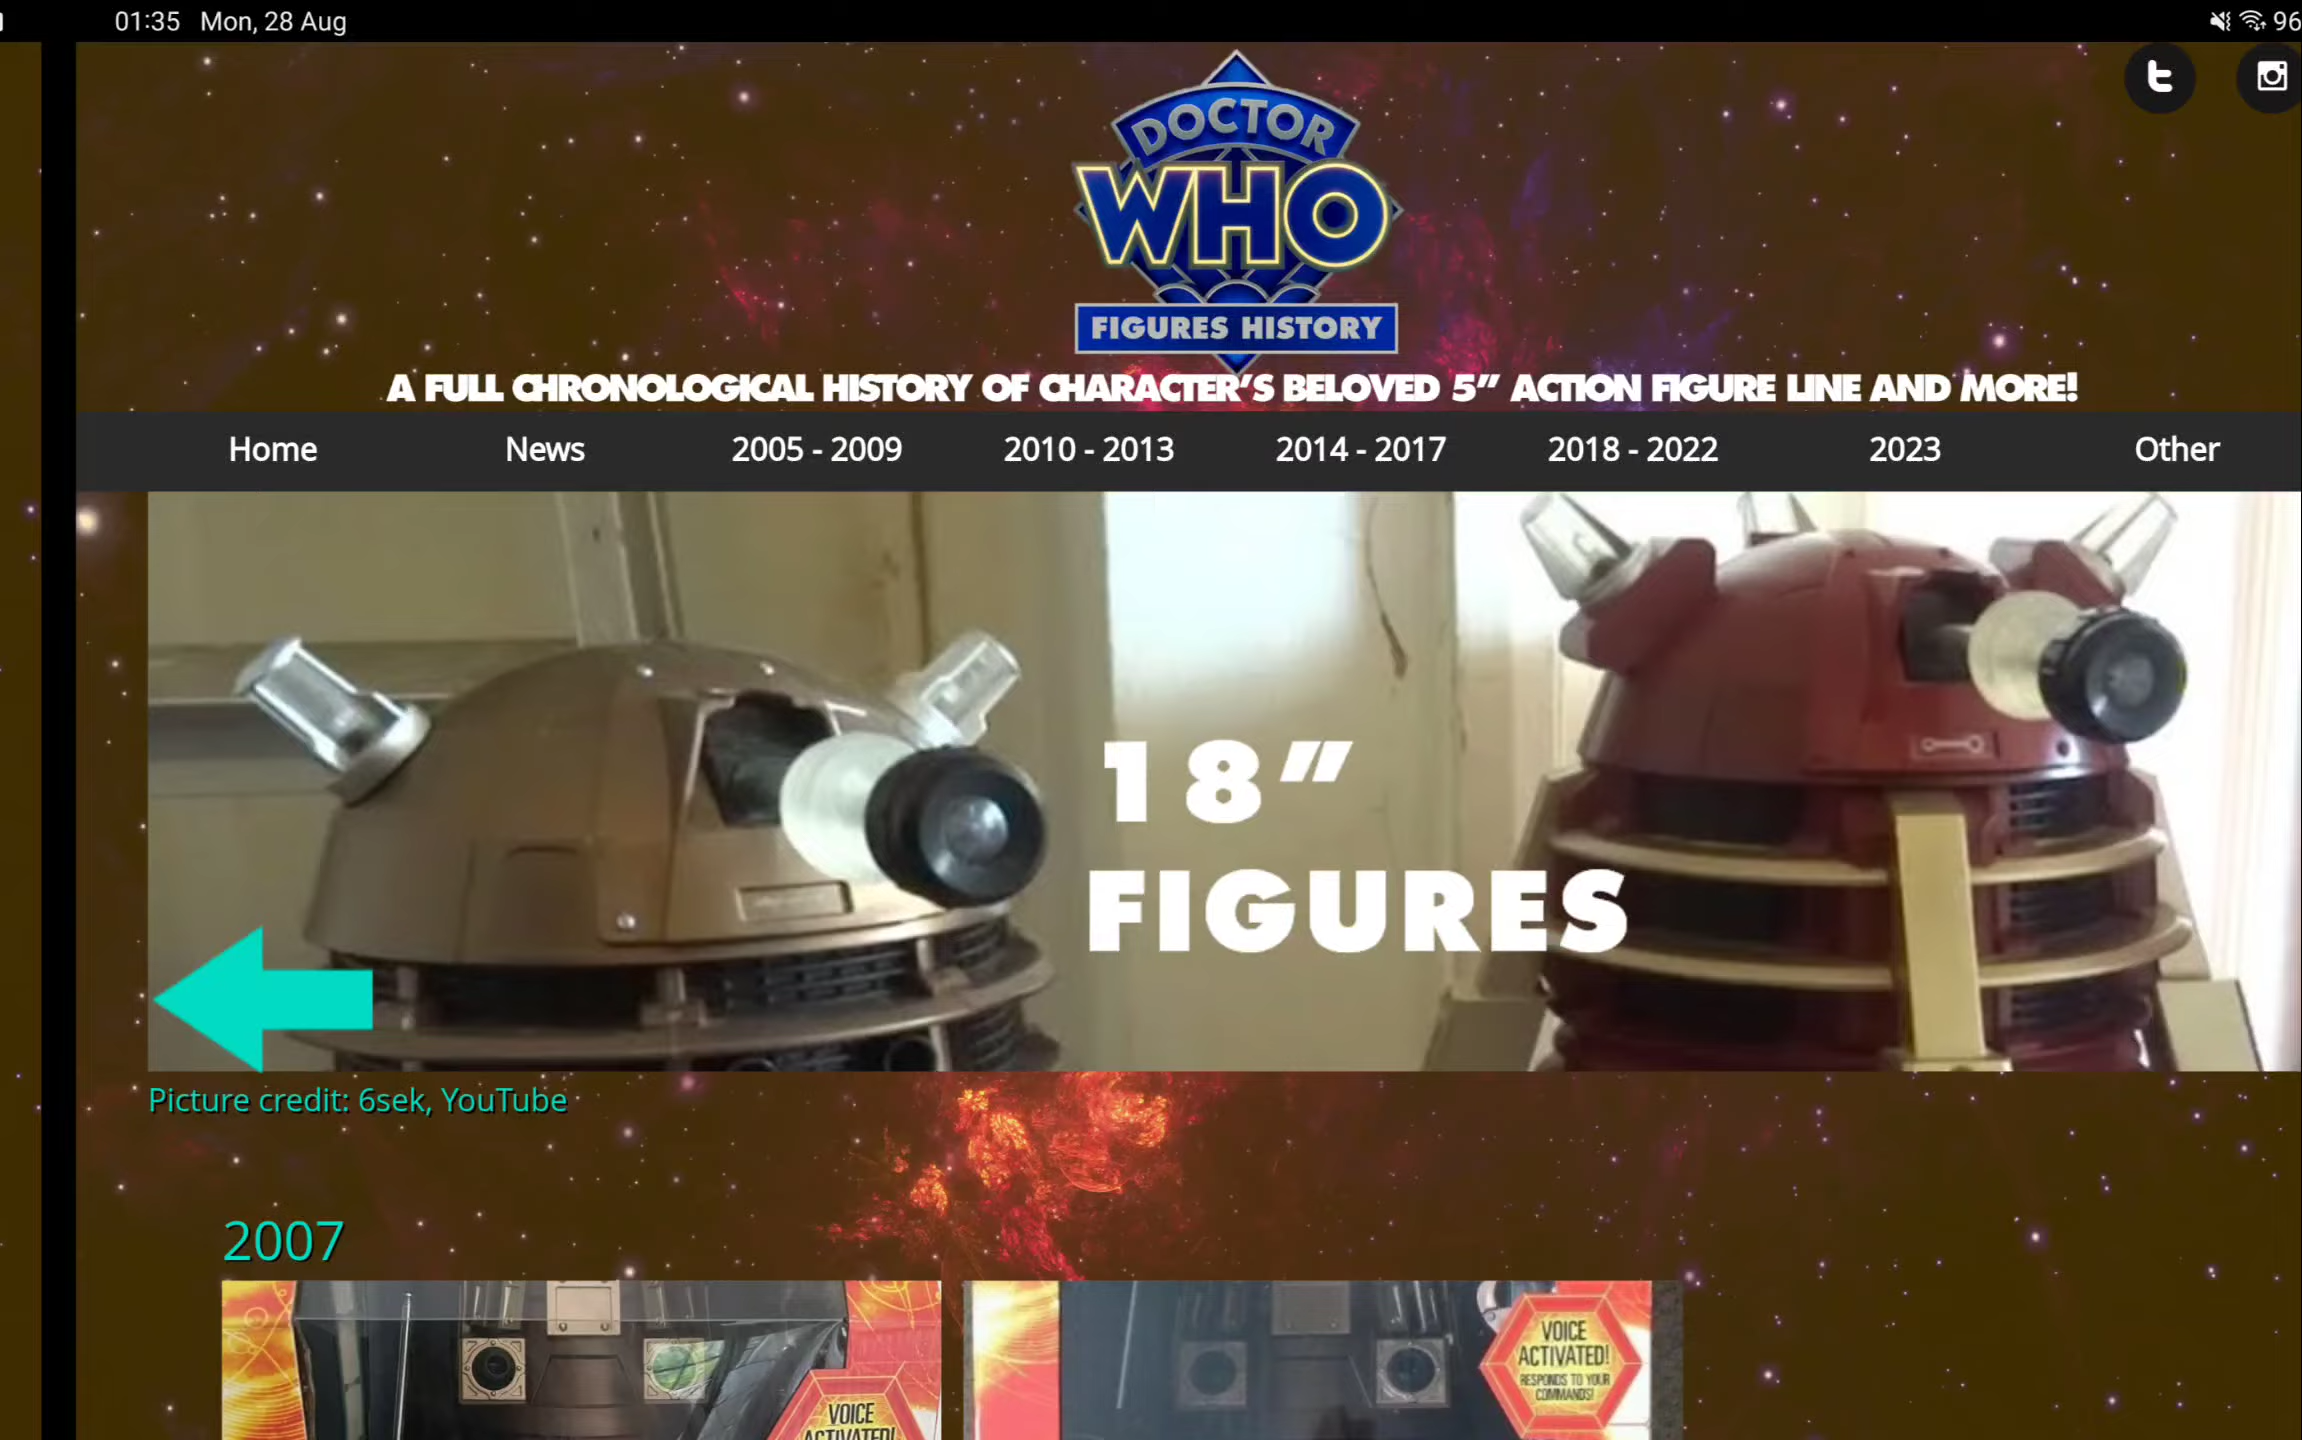 01:35 Mon, 28 Aug
96
DOCTOR
WHO
FIGURES HISTORY
A FULL CHRONOLOGICAL HISTORY OF CHARACTER'S BELOVED 5" ACTION FIGURE LINE AND MORE!
Home News 2005 - 2009 2010 - 2013 2014 - 2017 2018 - 2022 2023 Other
18"
FIGURES
Picture credit: 6sek, YouTube
2007
VOICE
ACTIVATED!
RESPONDS TO YOUR
COMMANDS!
VOICE
ACTIVATED!